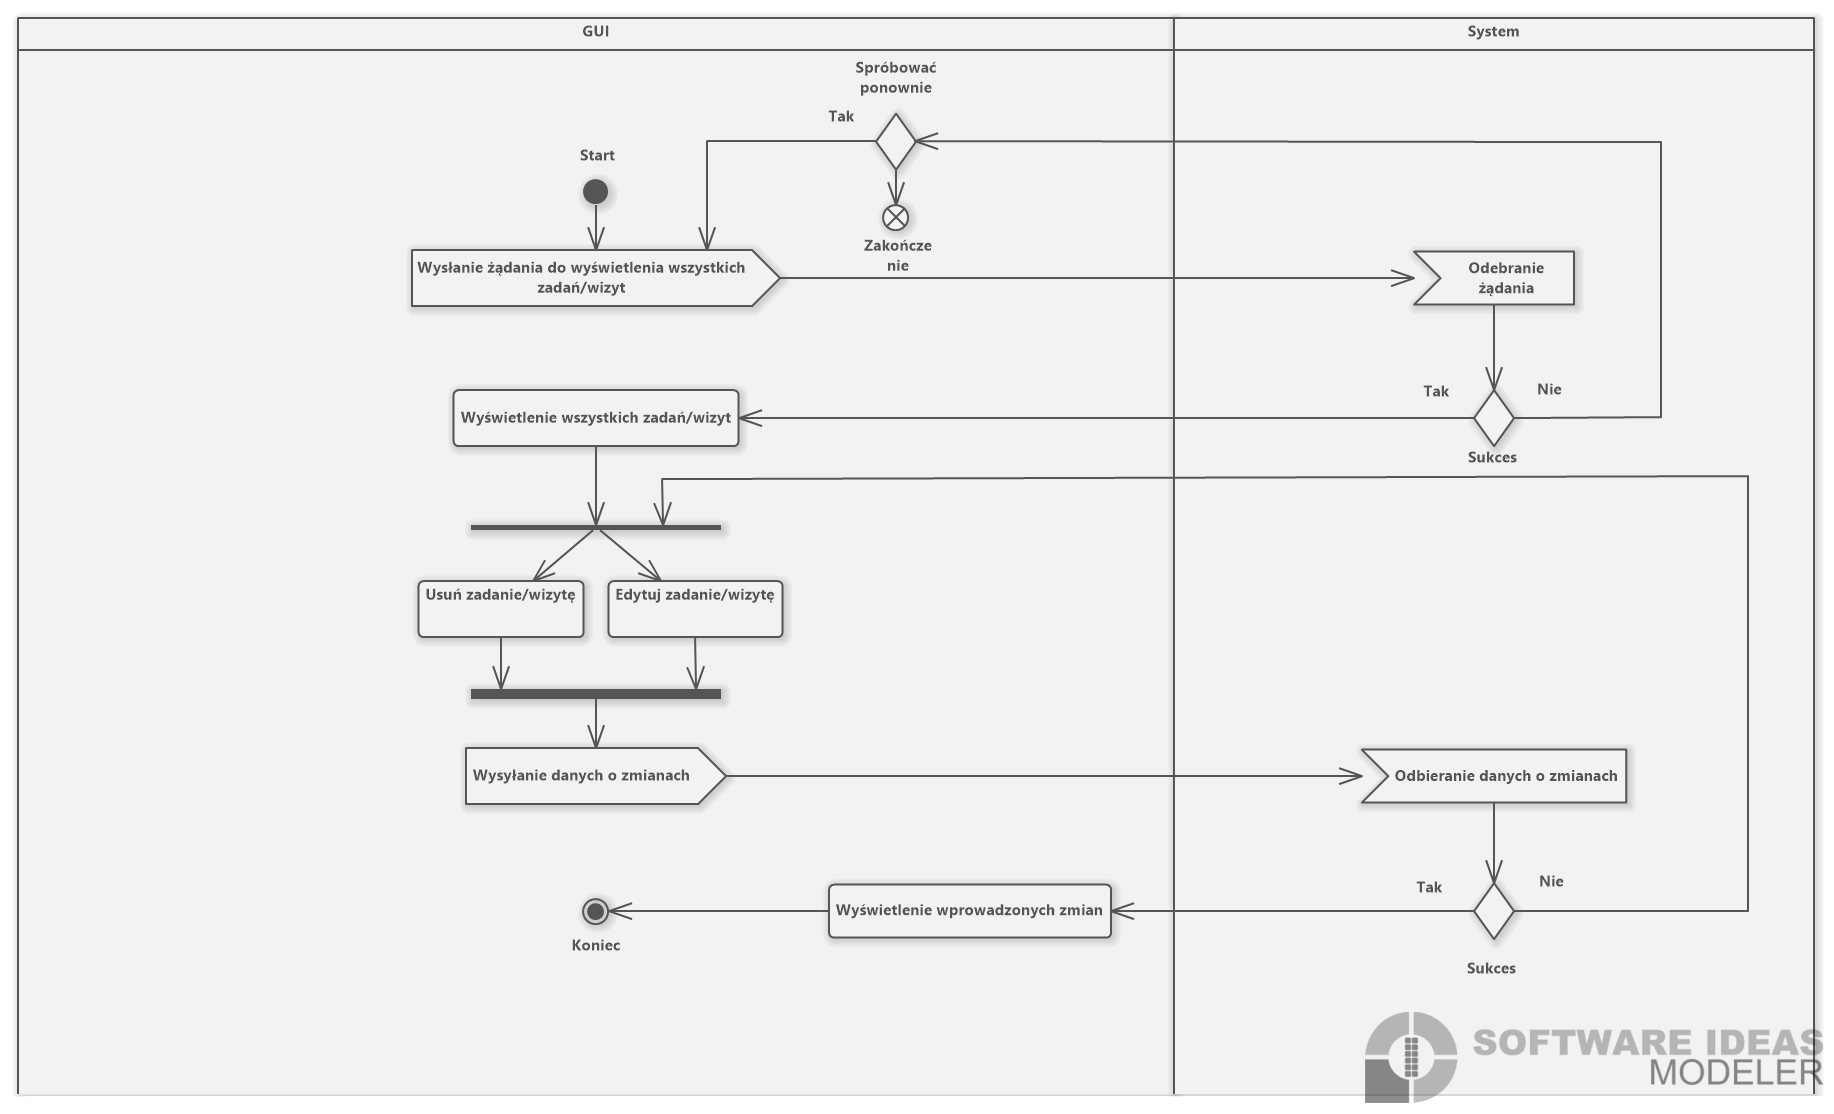 GUI
System
Spróbować
ponownie
Tak
Start
Zakończe
nie
Wysłanie żądania do wyświetlenia wszystkich
zadań/wizyt
Odebranie
żądania
Tak
Nie
Wyświetlenie wszystkich zadań/wizyt
Sukces
Usuń zadanie/wizytę
Edytuj zadanie/wizytę
Wysyłanie danych o zmianach
Odbieranie danych o zmianach
Tak
Nie
Wyświetlenie wprowadzonych zmian
Koniec
Sukces
SOFTWARE IDEAS
MODELER